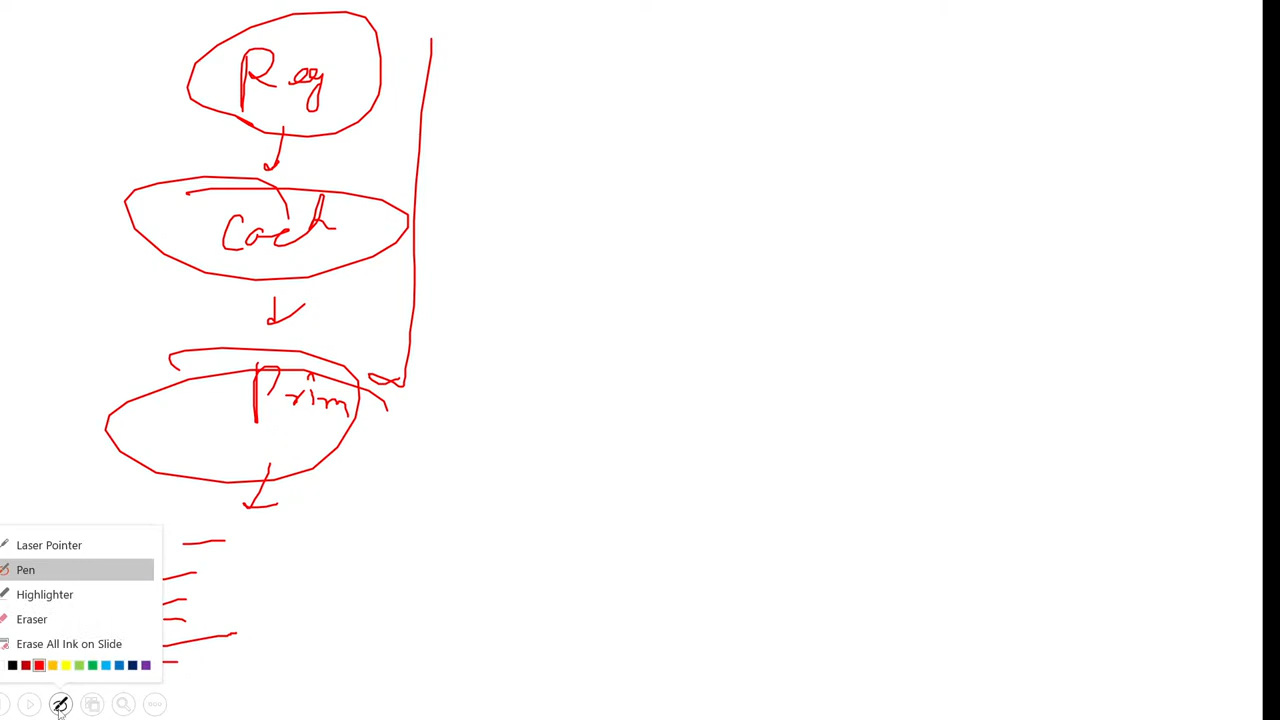 Reg
Cach
Prim
Laser Pointer
Pen
Highlighter
Eraser
Erase All Ink on Slide